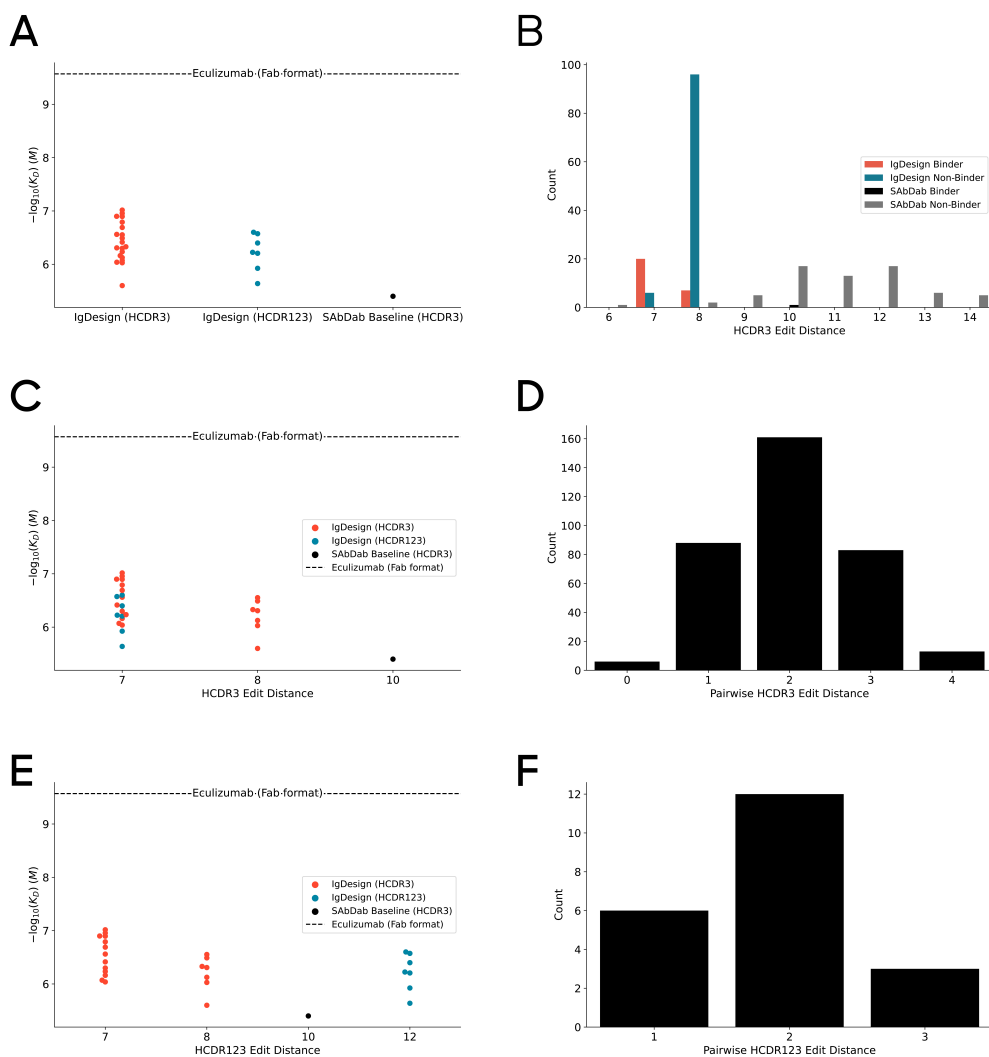 A
Eculizumab (Fab format)
9
8
7
6
−log₁₀(K_D) (M)
IgDesign (HCDR3)
IgDesign (HCDR123)
SAbDab Baseline (HCDR3)
B
100
80
60
40
20
0
Count
IgDesign Binder
IgDesign Non-Binder
SAbDab Binder
SAbDab Non-Binder
6 7 8 9 10 11 12 13 14
HCDR3 Edit Distance
C
Eculizumab (Fab format)
9
8
7
6
−log₁₀(K_D) (M)
IgDesign (HCDR3)
IgDesign (HCDR123)
SAbDab Baseline (HCDR3)
Eculizumab (Fab format)
7 8 10
HCDR3 Edit Distance
D
160
140
120
100
80
60
40
20
0
Count
0 1 2 3 4
Pairwise HCDR3 Edit Distance
E
Eculizumab (Fab format)
9
8
7
6
−log₁₀(K_D) (M)
IgDesign (HCDR3)
IgDesign (HCDR123)
SAbDab Baseline (HCDR3)
Eculizumab (Fab format)
7 8 10 12
HCDR123 Edit Distance
F
12
10
8
6
4
2
0
Count
1 2 3
Pairwise HCDR123 Edit Distance